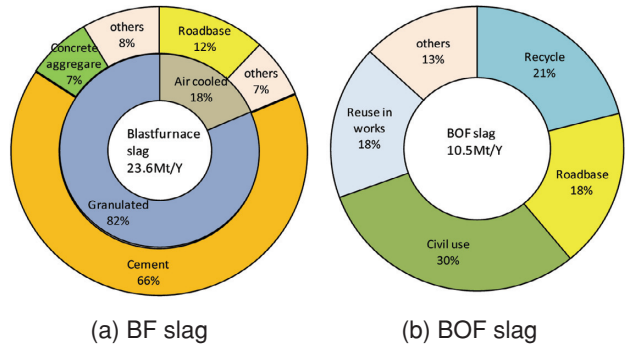 others
8%
Roadbase
12%
Concrete
aggregare
7%
Air cooled
18%
others
7%
Blastfurnace
slag
23.6Mt/Y
Granulated
82%
Cement
66%
(a) BF slag
others
13%
Recycle
21%
Reuse in
works
18%
BOF slag
10.5Mt/Y
Roadbase
18%
Civil use
30%
(b) BOF slag